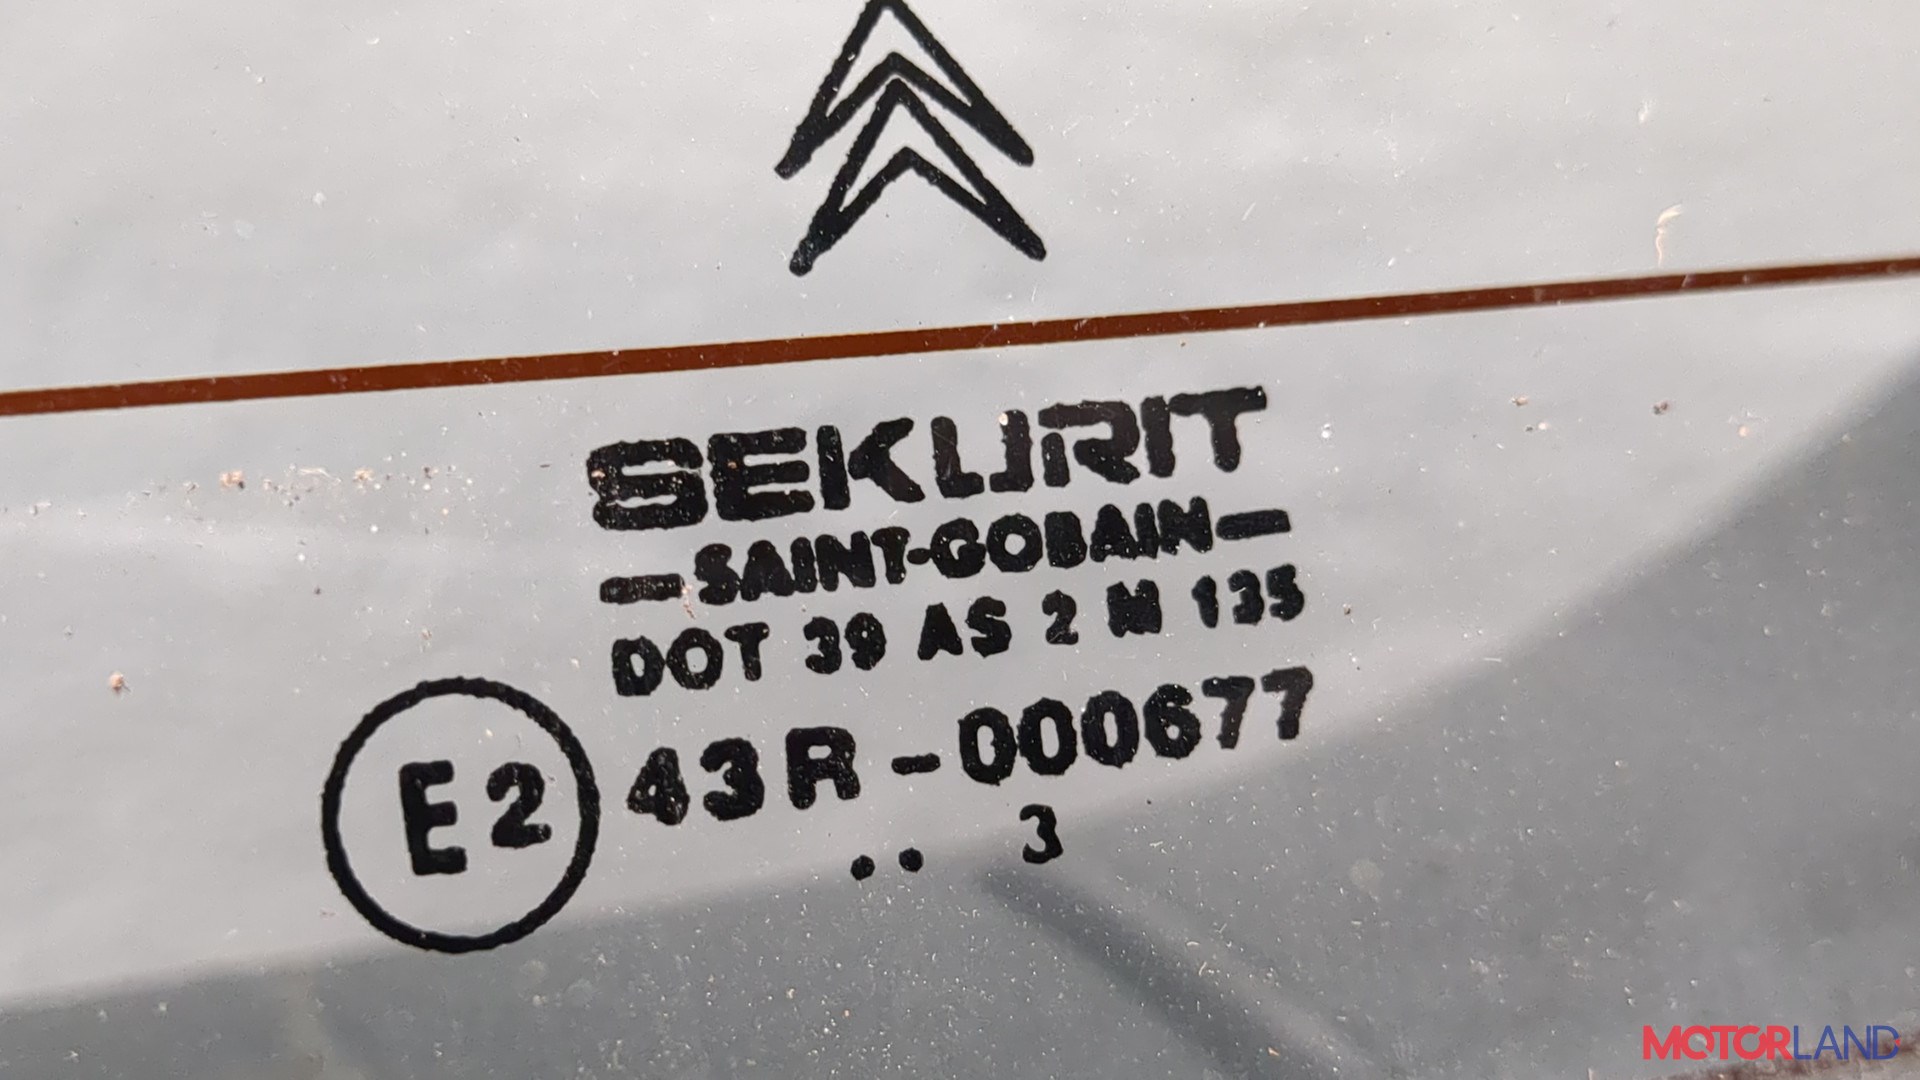 SEKURIT
-SAINT-GOBAIN-
DOT 39 AS 2 M 135
E2 43R-000677
.. 3
MOTORLAND